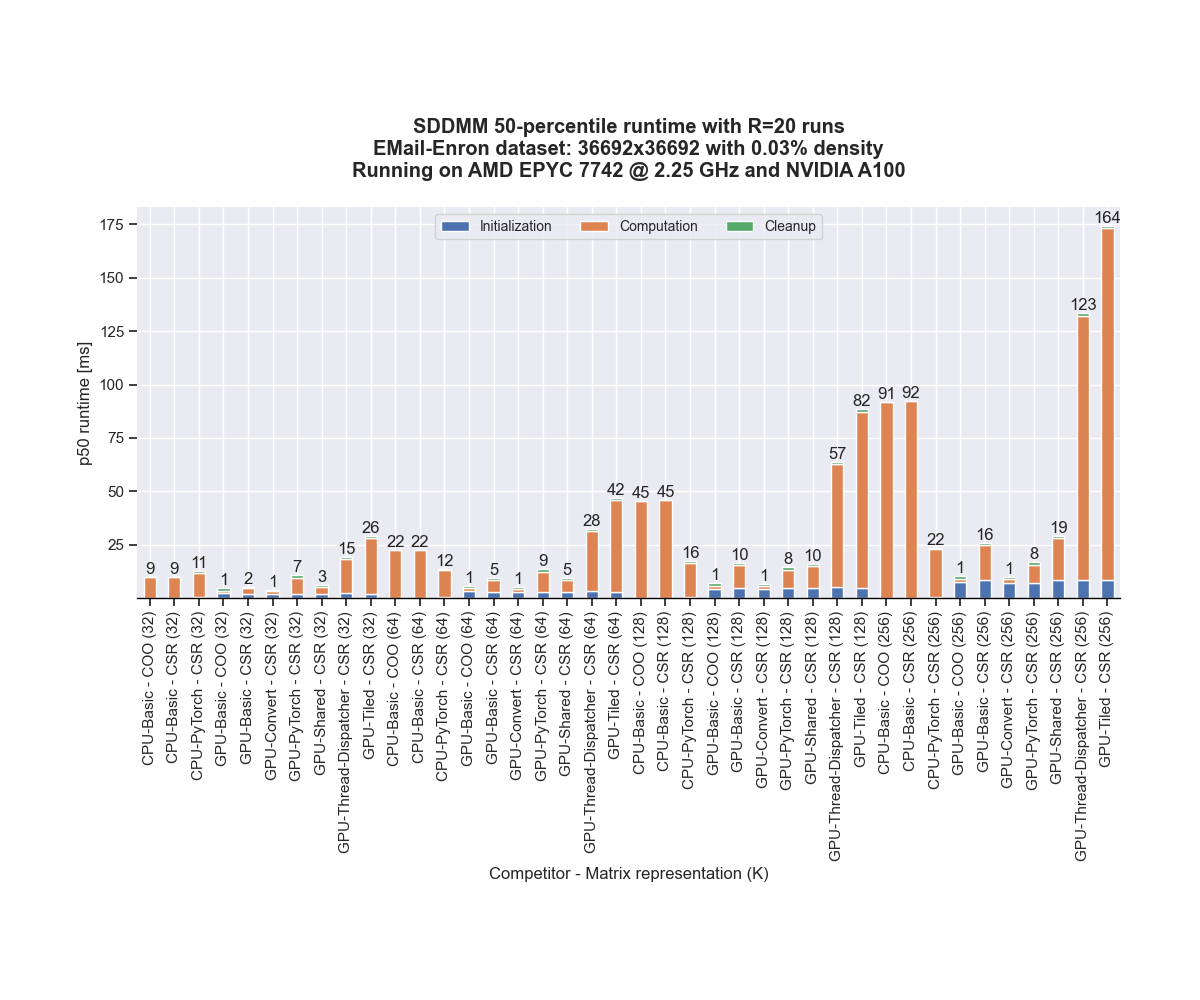 SDDMM 50-percentile runtime with R=20 runs
EMail-Enron dataset: 36692x36692 with 0.03% density
Running on AMD EPYC 7742 @ 2.25 GHz and NVIDIA A100
Initialization
Computation
Cleanup
p50 runtime [ms]
175
150
125
100
75
50
25
9
9
11
1
2
1
7
3
15
26
22
22
12
1
5
1
9
5
28
42
45
45
16
1
10
1
8
10
57
82
91
92
22
1
16
1
8
19
123
164
CPU-Basic - COO (32)
CPU-Basic - CSR (32)
CPU-PyTorch - CSR (32)
GPU-Basic - COO (32)
GPU-Basic - CSR (32)
GPU-Convert - CSR (32)
GPU-PyTorch - CSR (32)
GPU-Shared - CSR (32)
GPU-Thread-Dispatcher - CSR (32)
GPU-Tiled - CSR (32)
CPU-Basic - COO (64)
CPU-Basic - CSR (64)
CPU-PyTorch - CSR (64)
GPU-Basic - COO (64)
GPU-Basic - CSR (64)
GPU-Convert - CSR (64)
GPU-PyTorch - CSR (64)
GPU-Shared - CSR (64)
GPU-Thread-Dispatcher - CSR (64)
GPU-Tiled - CSR (64)
CPU-Basic - COO (128)
CPU-Basic - CSR (128)
CPU-PyTorch - CSR (128)
GPU-Basic - COO (128)
GPU-Basic - CSR (128)
GPU-Convert - CSR (128)
GPU-PyTorch - CSR (128)
GPU-Shared - CSR (128)
GPU-Thread-Dispatcher - CSR (128)
GPU-Tiled - CSR (128)
CPU-Basic - COO (256)
CPU-Basic - CSR (256)
CPU-PyTorch - CSR (256)
GPU-Basic - COO (256)
GPU-Basic - CSR (256)
GPU-Convert - CSR (256)
GPU-PyTorch - CSR (256)
GPU-Shared - CSR (256)
GPU-Thread-Dispatcher - CSR (256)
GPU-Tiled - CSR (256)
Competitor - Matrix representation (K)